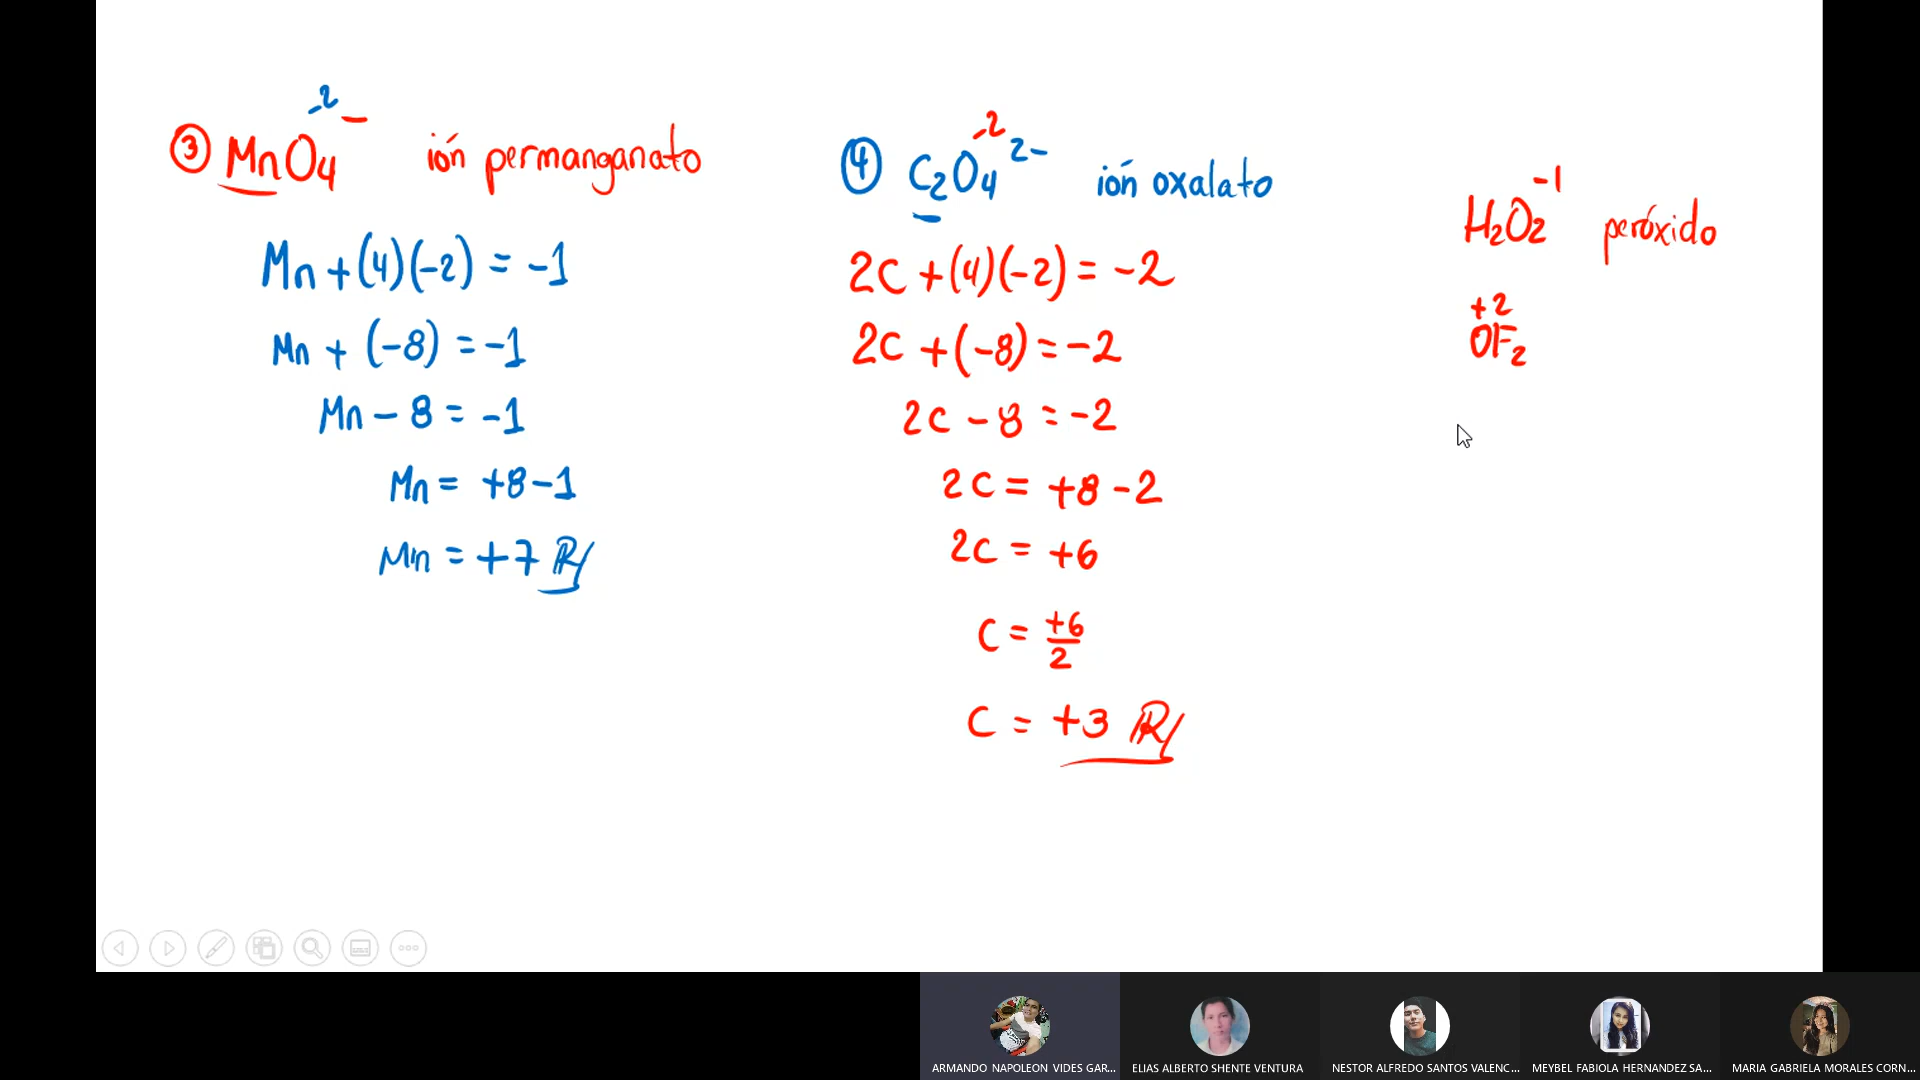 ③ MnO₄⁻ -2 ión permanganato
Mn + (4)(-2) = -1
Mn + (-8) = -1
Mn - 8 = -1
Mn = +8 - 1
Mn = +7 R/
④ C₂O₄²⁻ -2 ión oxalato
2C + (4)(-2) = -2
2C + (-8) = -2
2C - 8 = -2
2C = +8 - 2
2C = +6
C = +6/2
C = +3 R/
-1
H₂O₂ peróxido
+2
OF₂
ARMANDO NAPOLEON VIDES GAR...
ELIAS ALBERTO SHENTE VENTURA
NESTOR ALFREDO SANTOS VALENC...
MEYBEL FABIOLA HERNANDEZ SA...
MARIA GABRIELA MORALES CORN...